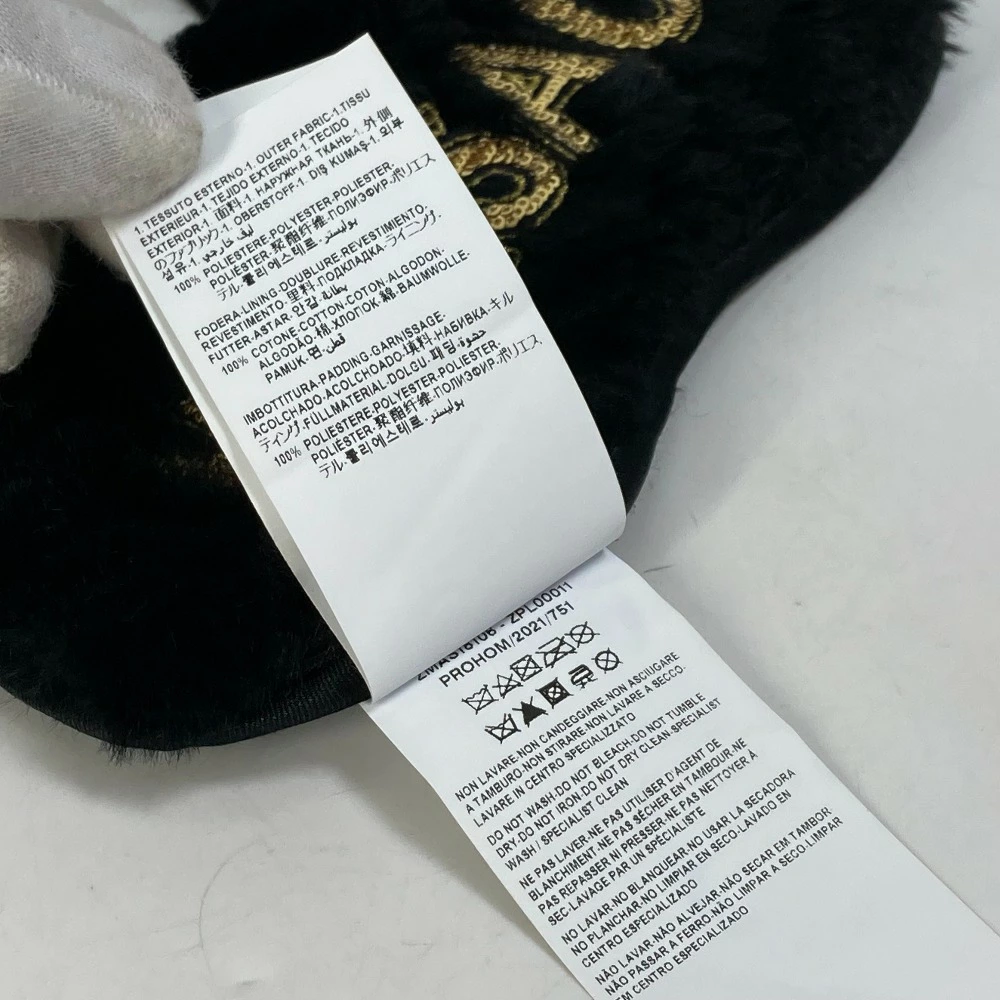 1. TESSUTO ESTERNO-1. OUTER FABRIC-1.TISSU
EXTERIEUR-1. TEJIDO EXTERNO-1. TECIDO
EXTERIOR-1. 面料-1. НАРУЖНАЯ ТКАНЬ-1. 外側
のファブリック-1. OBERSTOFF-1. DIŞ KUMAŞ-1. 외부
섬유-1. ليف خارجي
100% POLIESTERE-POLYESTER-POLIESTER-
POLIÉSTER-聚酯纤维-ПОЛИЭФИР-ポリエス
テル-폴리에스테르-بوليستر
FODERA-LINING-DOUBLURE-REVESTIMIENTO-
REVESTIMENTO-里料-ПОДКЛАДКА-ライニング-
FUTTER-ASTAR-안감-بطانة
100% COTONE-COTTON-COTON-ALGODON-
ALGODÃO-棉-ХЛОПОК-綿-BAUMWOLLE-
PAMUK-면-قطن
IMBOTTITURA-PADDING-GARNISSAGE-
ACOLCHADO-ACOLCHOADO-填料-НАБИВКА-キル
ティング-FÜLLMATERIAL-DOLGU-패딩-حشوة
100% POLIESTERE-POLYESTER-POLIESTER-
POLIÉSTER-聚酯纤维-ПОЛИЭФИР-ポリエス
テル-폴리에스테르-بوليستر
ZPL00011
PROHOM/2021/751
NON LAVARE-NON CANDEGGIARE-NON ASCIUGARE
A TAMBURO-NON STIRARE-NON LAVARE A SECCO-
LAVARE IN CENTRO SPECIALIZZATO
DO NOT WASH-DO NOT BLEACH-DO NOT TUMBLE
DRY-DO NOT IRON-DO NOT DRY CLEAN-SPECIALIST
WASH / SPECIALIST CLEAN
NE PAS LAVER-NE PAS UTILISER D'AGENT DE
BLANCHIMENT-NE PAS SÉCHER EN TAMBOUR-NE
PAS REPASSER NI PRESSER-NE PAS NETTOYER À
SEC-LAVAGE PAR UN SPÉCIALISTE
NO LAVAR-NO BLANQUEAR-NO USAR LA SECADORA
NO PLANCHAR-NO LIMPIAR EN SECO-LAVADO EN
CENTRO ESPECIALIZADO
NÃO LAVAR-NÃO ALVEJAR-NÃO SECAR EM TAMBOR-
NÃO PASSAR A FERRO-NÃO LIMPAR A SECO-LIMPAR
EM CENTRO ESPECIALIZADO